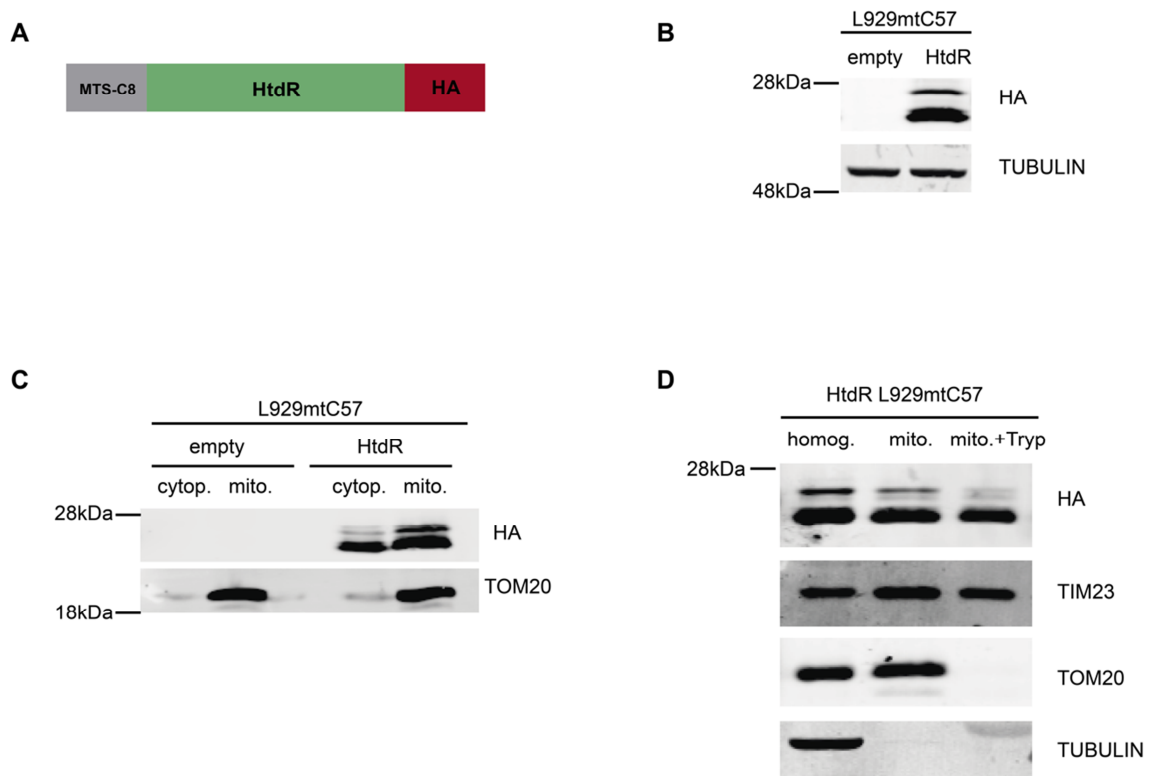 A
MTS-C8 HtdR HA
B
L929mtC57
empty HtdR
28kDa
HA
TUBULIN
48kDa
C
L929mtC57
empty HtdR
cytop. mito. cytop. mito.
28kDa
HA
TOM20
18kDa
D
HtdR L929mtC57
homog. mito. mito.+Tryp
28kDa
HA
TIM23
TOM20
TUBULIN